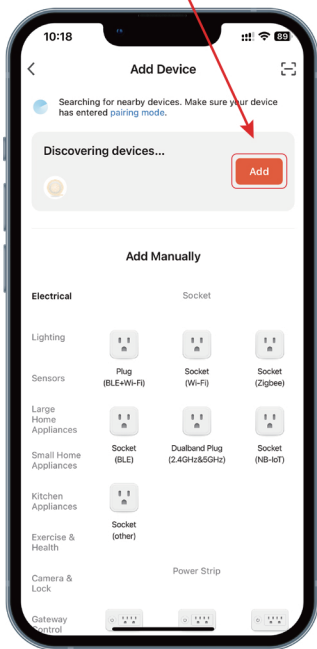 10:18
89
Add Device
Searching for nearby devices. Make sure your device
has entered pairing mode.
Discovering devices...
Add
Add Manually
Electrical
Socket
Lighting
Plug
(BLE+Wi-Fi)
Socket
(Wi-Fi)
Socket
(Zigbee)
Sensors
Large
Home
Appliances
Socket
(BLE)
Dualband Plug
(2.4GHz&5GHz)
Socket
(NB-IoT)
Small Home
Appliances
Kitchen
Appliances
Socket
(other)
Exercise &
Health
Power Strip
Camera &
Lock
Gateway
Control